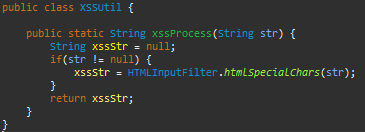 public class XSSUtil {
public static String xssProcess(String str) {
String xssStr = null;
if(str != null) {
xssStr = HTMLInputFilter.htmlSpecialChars(str);
}
return xssStr;
}
}